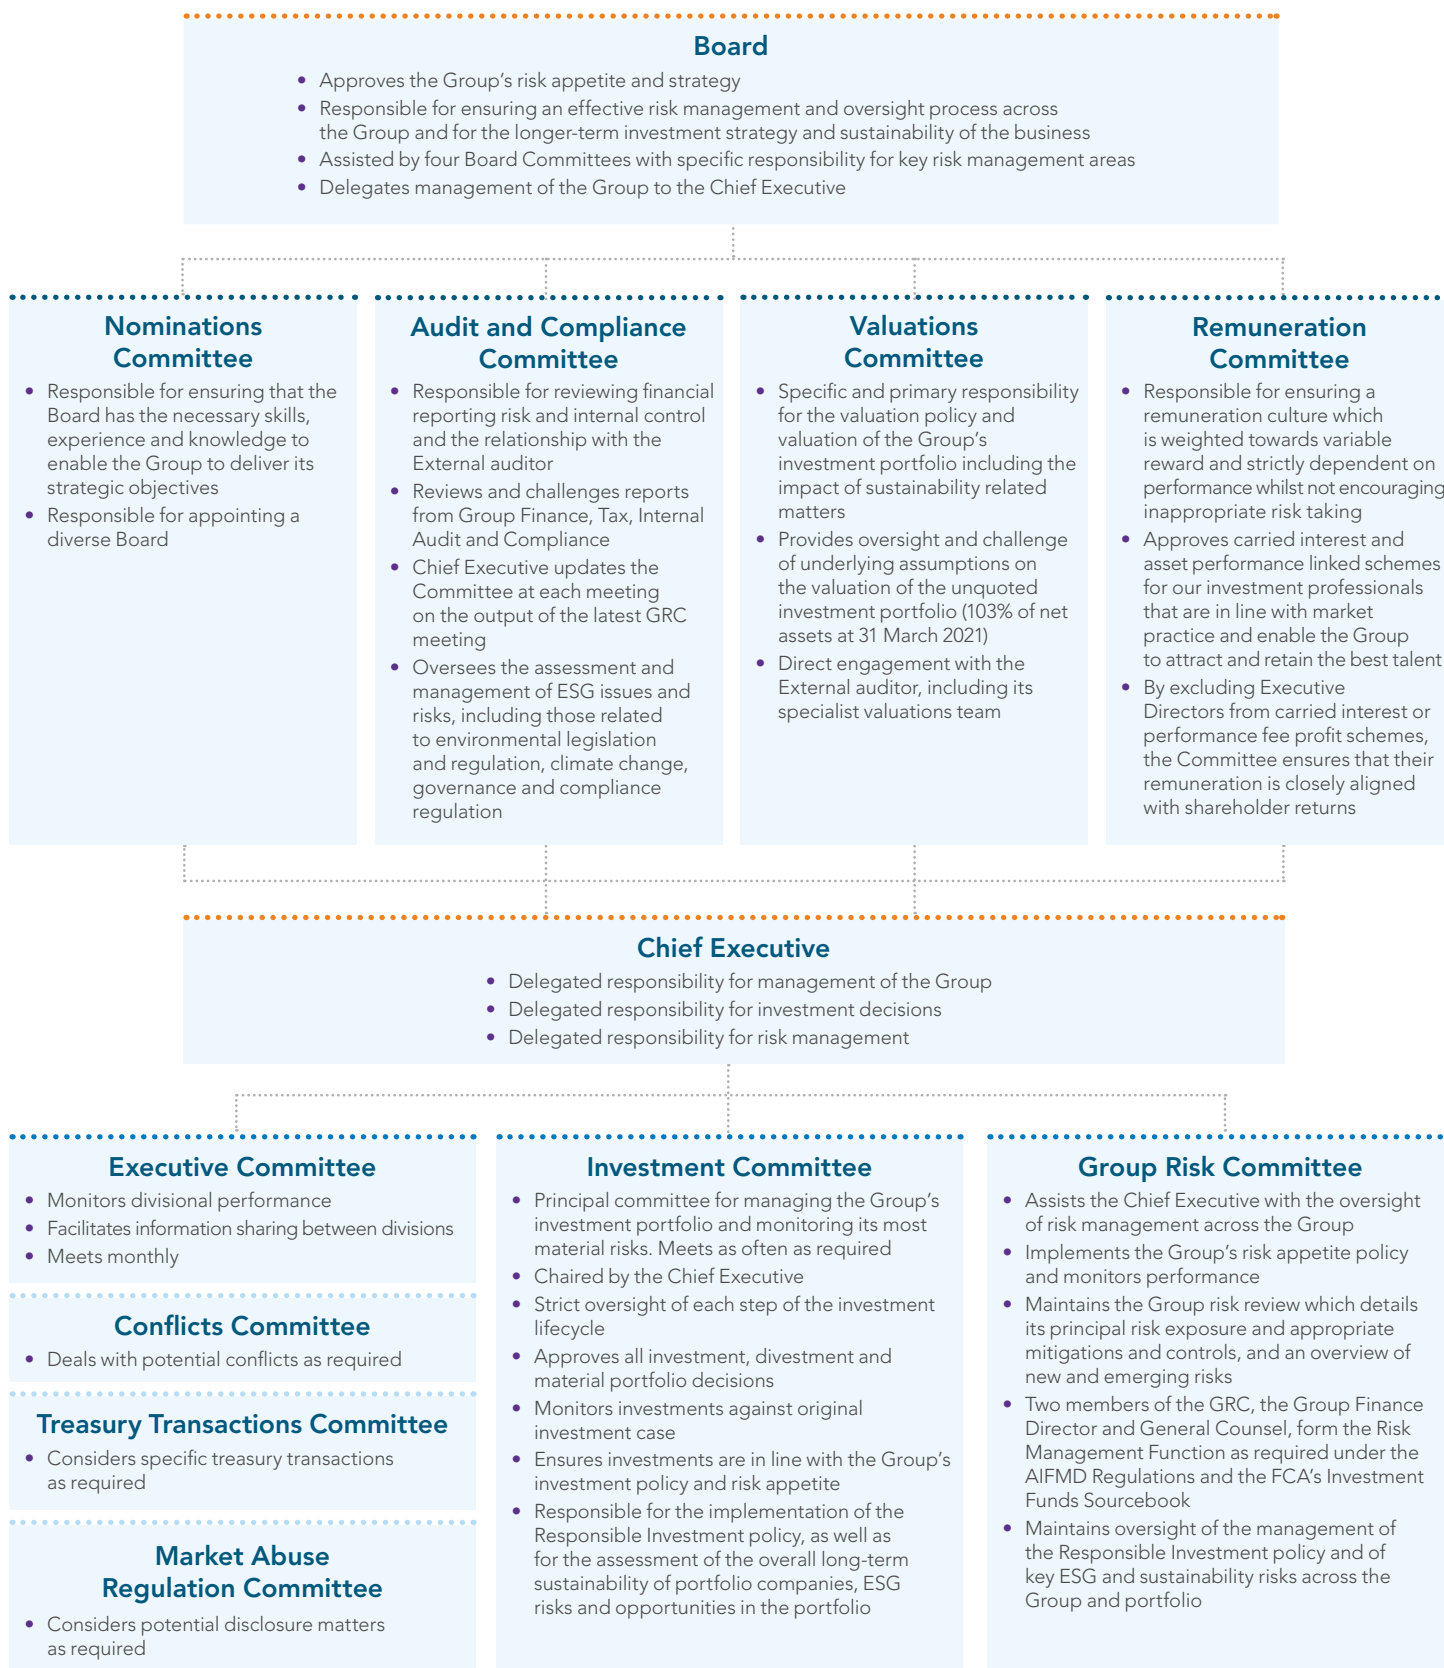 Board
• Approves the Group's risk appetite and strategy
• Responsible for ensuring an effective risk management and oversight process across
the Group and for the longer-term investment strategy and sustainability of the business
• Assisted by four Board Committees with specific responsibility for key risk management areas
• Delegates management of the Group to the Chief Executive
Nominations
Committee
• Responsible for ensuring that the
Board has the necessary skills,
experience and knowledge to
enable the Group to deliver its
strategic objectives
• Responsible for appointing a
diverse Board
Audit and Compliance
Committee
• Responsible for reviewing financial
reporting risk and internal control
and the relationship with the
External auditor
• Reviews and challenges reports
from Group Finance, Tax, Internal
Audit and Compliance
• Chief Executive updates the
Committee at each meeting
on the output of the latest GRC
meeting
• Oversees the assessment and
management of ESG issues and
risks, including those related
to environmental legislation
and regulation, climate change,
governance and compliance
regulation
Valuations
Committee
• Specific and primary responsibility
for the valuation policy and
valuation of the Group's
investment portfolio including the
impact of sustainability related
matters
• Provides oversight and challenge
of underlying assumptions on
the valuation of the unquoted
investment portfolio (103% of net
assets at 31 March 2021)
• Direct engagement with the
External auditor, including its
specialist valuations team
Remuneration
Committee
• Responsible for ensuring a
remuneration culture which
is weighted towards variable
reward and strictly dependent on
performance whilst not encouraging
inappropriate risk taking
• Approves carried interest and
asset performance linked schemes
for our investment professionals
that are in line with market
practice and enable the Group
to attract and retain the best talent
• By excluding Executive
Directors from carried interest or
performance fee profit schemes,
the Committee ensures that their
remuneration is closely aligned
with shareholder returns
Chief Executive
• Delegated responsibility for management of the Group
• Delegated responsibility for investment decisions
• Delegated responsibility for risk management
Executive Committee
• Monitors divisional performance
• Facilitates information sharing between divisions
• Meets monthly
Conflicts Committee
• Deals with potential conflicts as required
Treasury Transactions Committee
• Considers specific treasury transactions
as required
Market Abuse
Regulation Committee
• Considers potential disclosure matters
as required
Investment Committee
• Principal committee for managing the Group's
investment portfolio and monitoring its most
material risks. Meets as often as required
• Chaired by the Chief Executive
• Strict oversight of each step of the investment
lifecycle
• Approves all investment, divestment and
material portfolio decisions
• Monitors investments against original
investment case
• Ensures investments are in line with the Group's
investment policy and risk appetite
• Responsible for the implementation of the
Responsible Investment policy, as well as
for the assessment of the overall long-term
sustainability of portfolio companies, ESG
risks and opportunities in the portfolio
Group Risk Committee
• Assists the Chief Executive with the oversight
of risk management across the Group
• Implements the Group's risk appetite policy
and monitors performance
• Maintains the Group risk review which details
its principal risk exposure and appropriate
mitigations and controls, and an overview of
new and emerging risks
• Two members of the GRC, the Group Finance
Director and General Counsel, form the Risk
Management Function as required under the
AIFMD Regulations and the FCA's Investment
Funds Sourcebook
• Maintains oversight of the management of
the Responsible Investment policy and of
key ESG and sustainability risks across the
Group and portfolio